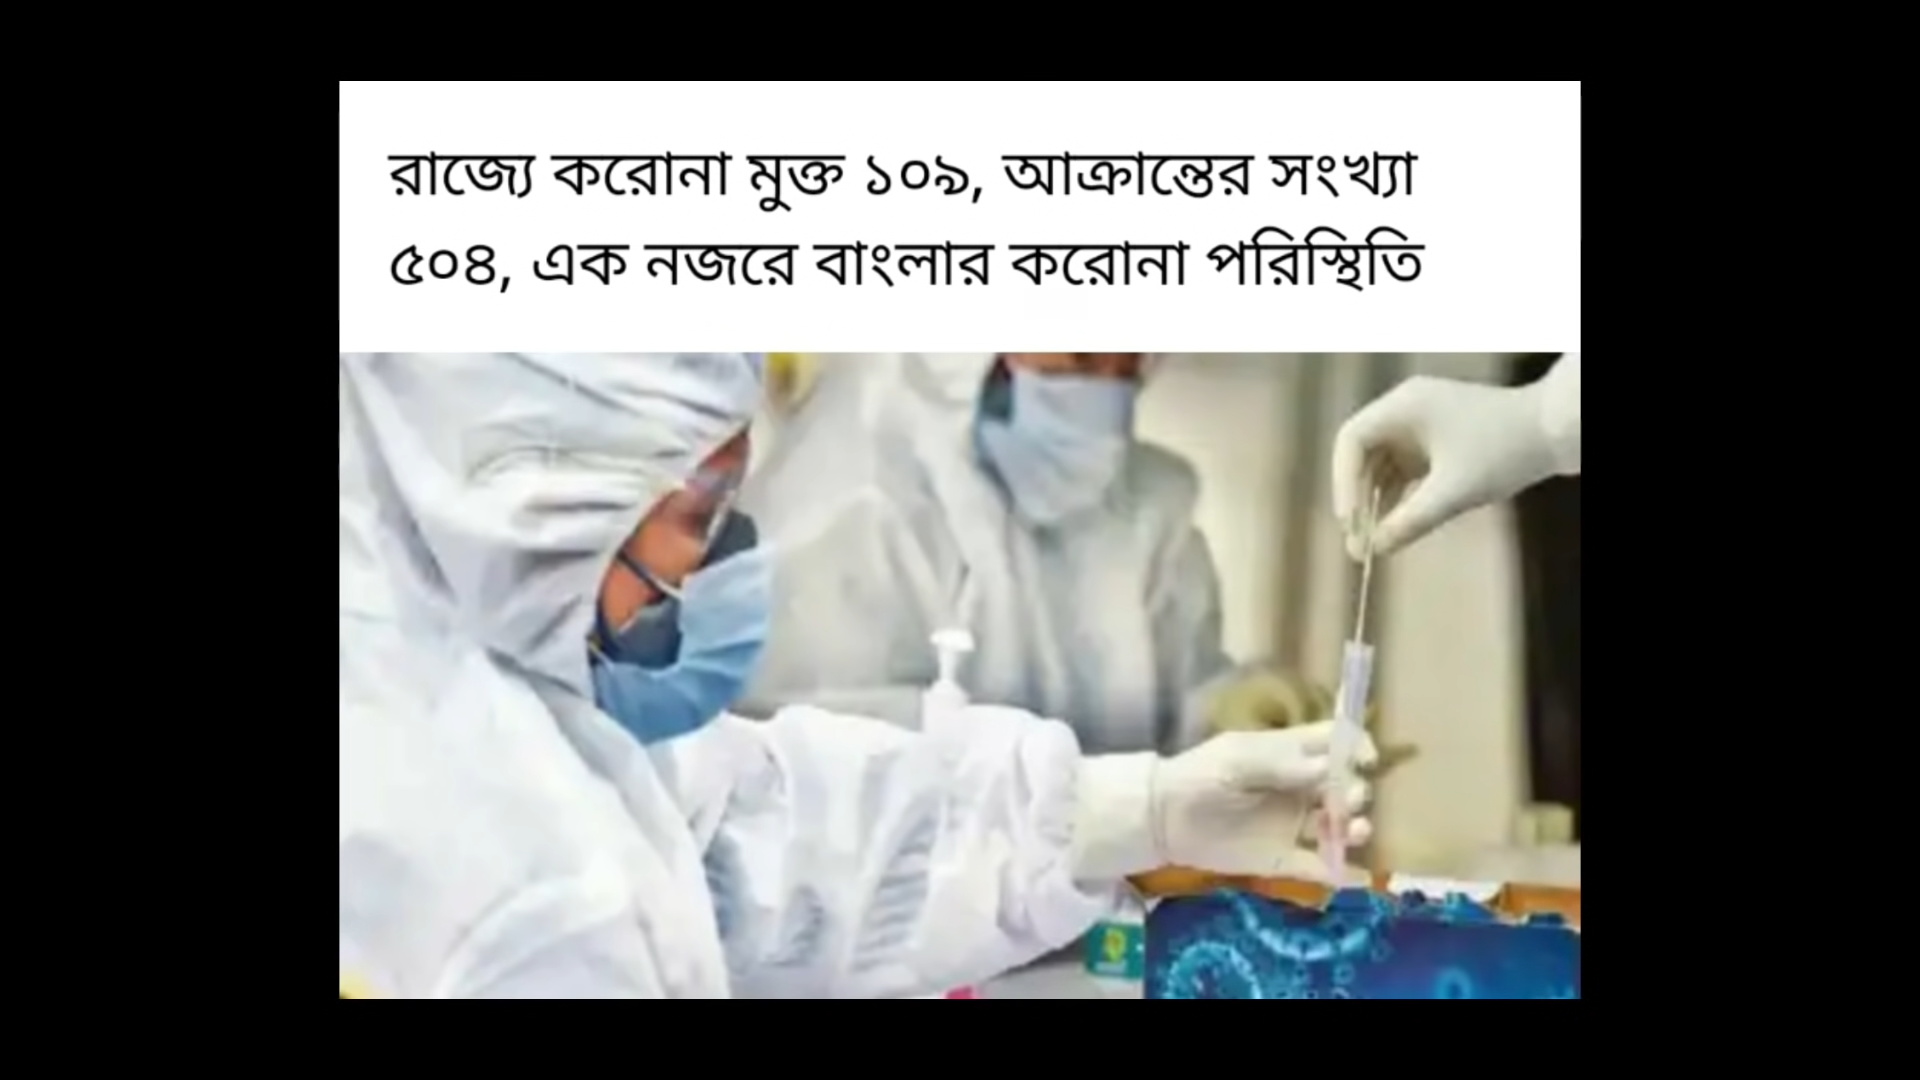 রাজ্যে করোনা মুক্ত ১০৯, আক্রান্তের সংখ্যা
৫০৪, এক নজরে বাংলার করোনা পরিস্থিতি